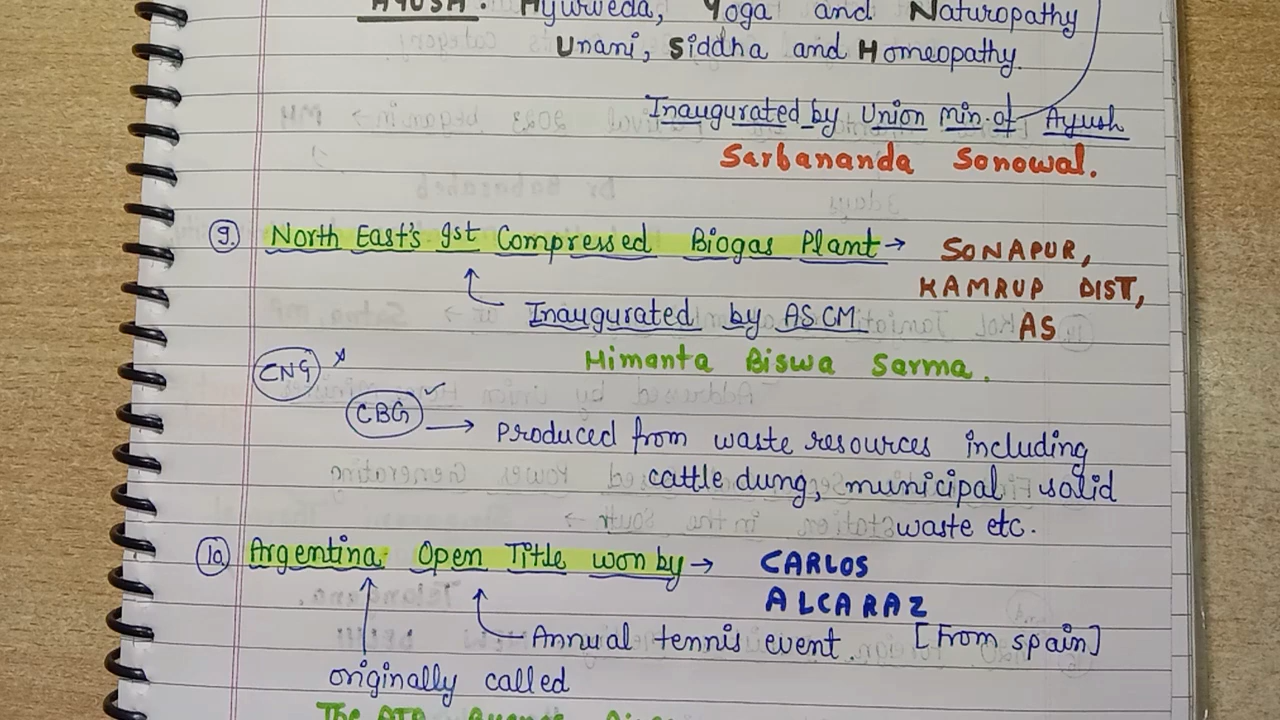 AYUSH: Ayurveda, Yoga and Naturopathy
Unani, Siddha and Homeopathy.
Inaugurated by Union Min. of Ayush
Sarbananda Sonowal.
9. North East's 1st Compressed Biogas Plant → SONAPUR,
KAMRUP DIST,
Inaugurated by AS CM AS
Himanta Biswa Sarma.
CNG x
CBG ✓ → Produced from waste resources including
cattle dung, municipal solid
waste etc.
10. Argentina Open Title won by → CARLOS
ALCARAZ
Annual tennis event. [From Spain]
originally called
The ATP